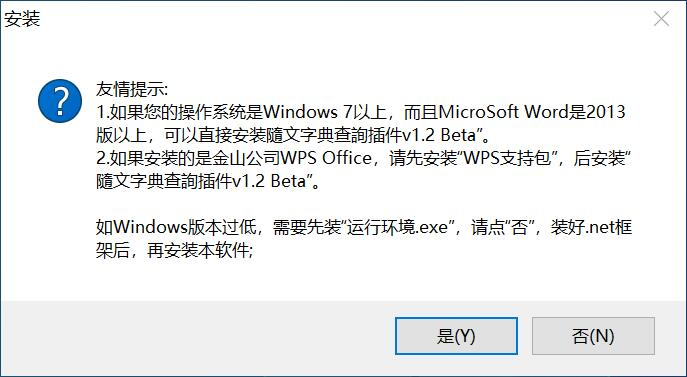 安装
友情提示:
1.如果您的操作系统是Windows 7以上，而且MicroSoft Word是2013
版以上，可以直接安装隨文字典查詢插件v1.2 Beta”。
2.如果安装的是金山公司WPS Office，请先安装“WPS支持包”，后安装“
隨文字典查詢插件v1.2 Beta”。
如Windows版本过低，需要先装“运行环境.exe”，请点“否”，装好.net框
架后，再安装本软件;
是(Y)
否(N)